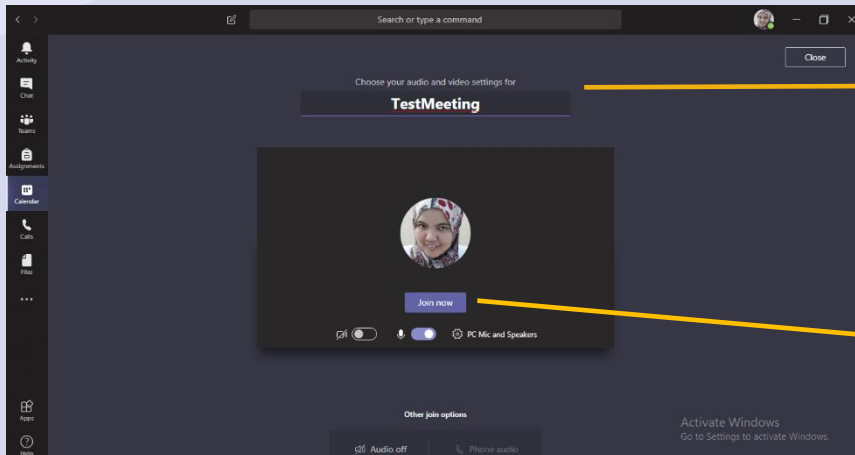 Search or type a command
Activity
Chat
Teams
Assignments
Calendar
Calls
Files
Apps
Help
Close
Choose your audio and video settings for
TestMeeting
Join now
PC Mic and Speakers
Other join options
Audio off
Phone audio
Activate Windows
Go to Settings to activate Windows.